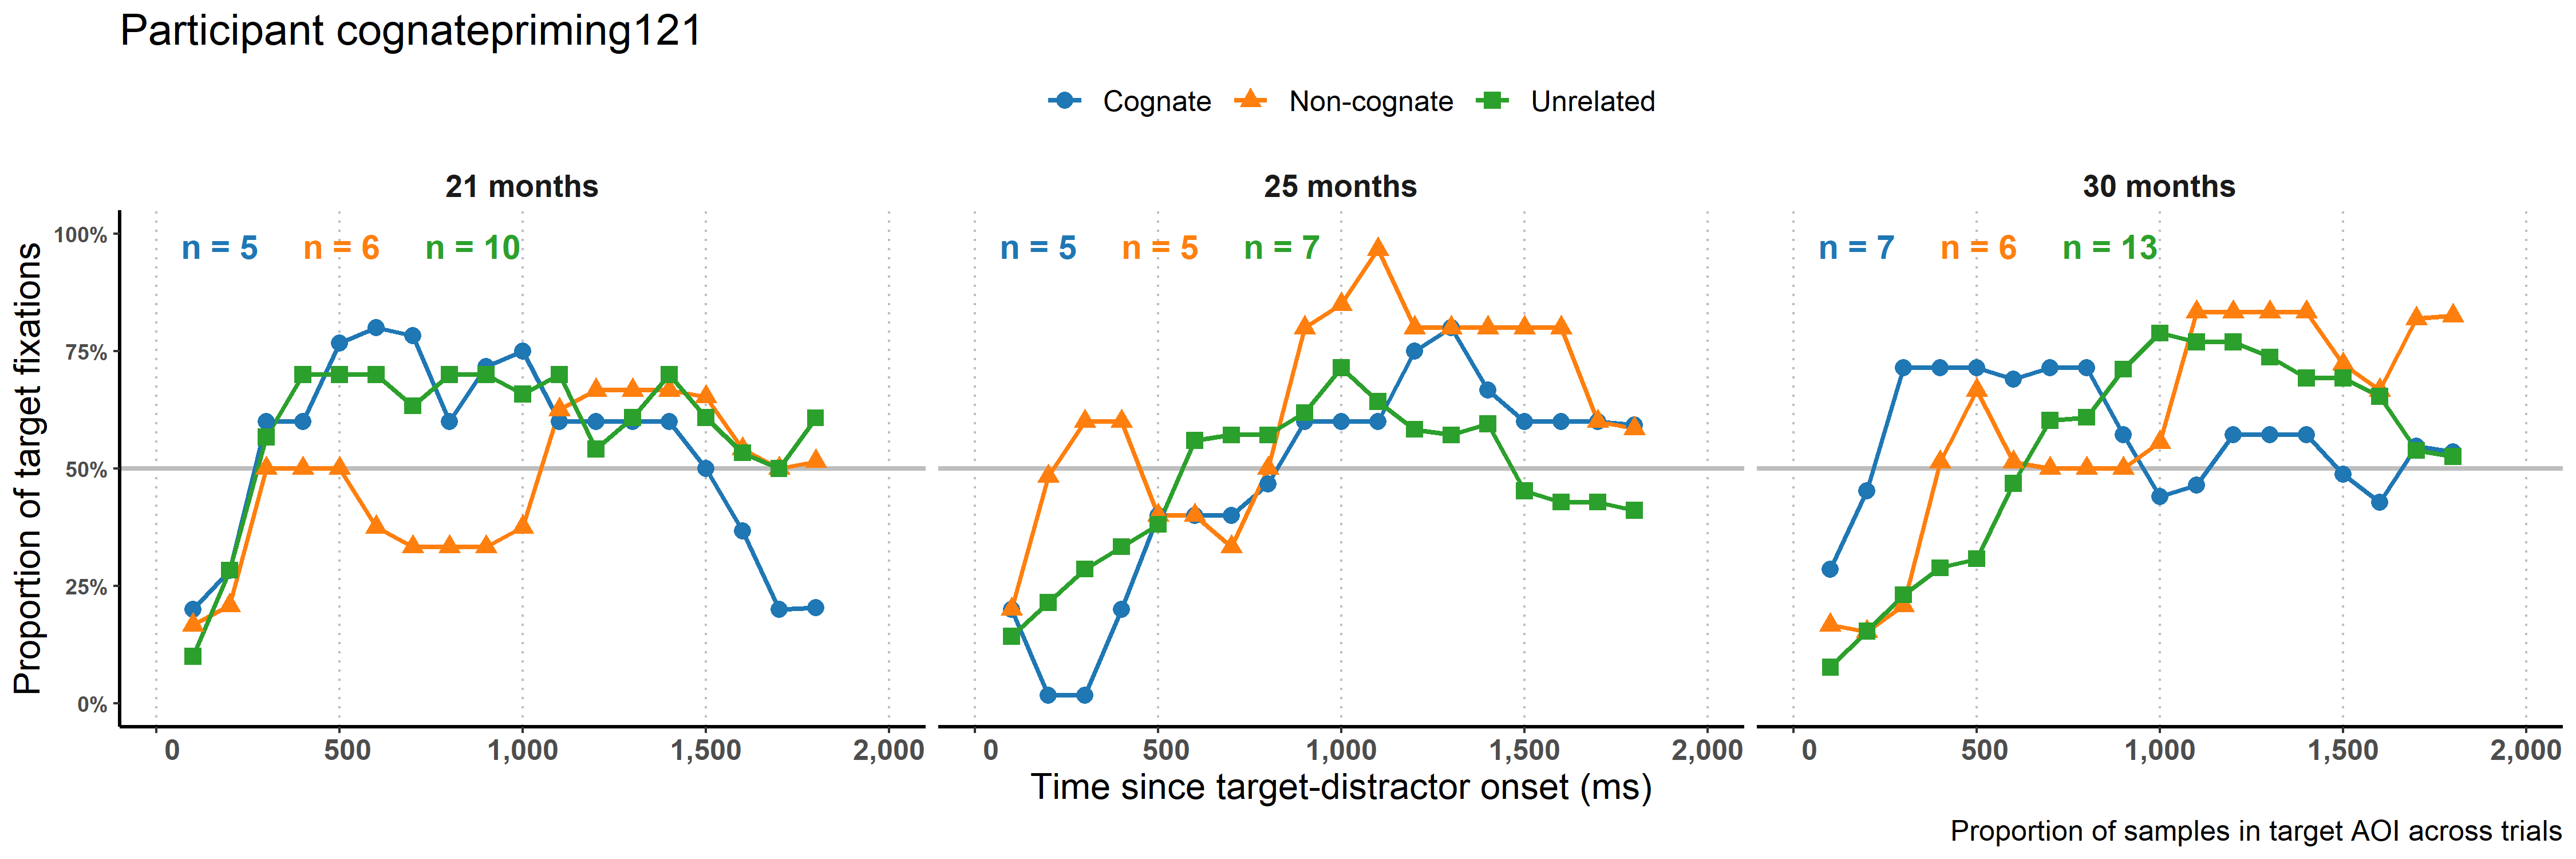 Participant cognatepriming121
Cognate Non-cognate Unrelated
21 months 25 months 30 months
Proportion of target fixations
100%
75%
50%
25%
0%
n = 5 n = 6 n = 10
n = 5 n = 5 n = 7
n = 7 n = 6 n = 13
0 500 1,000 1,500 2,000
0 500 1,000 1,500 2,000
0 500 1,000 1,500 2,000
Time since target-distractor onset (ms)
Proportion of samples in target AOI across trials